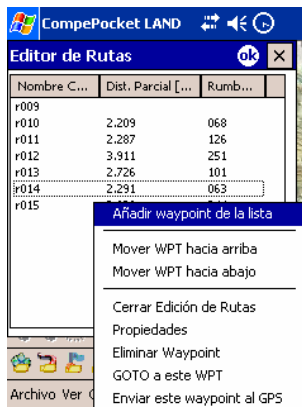 CompePocket LAND
Editor de Rutas ok
Nombre C... Dist. Parcial [... Rumb...
r009
r010 2.209 068
r011 2.287 126
r012 3.911 251
r013 2.726 101
r014 2.291 063
r015
Añadir waypoint de la lista
Mover WPT hacia arriba
Mover WPT hacia abajo
Cerrar Edición de Rutas
Propiedades
Eliminar Waypoint
GOTO a este WPT
Archivo Ver Enviar este waypoint al GPS